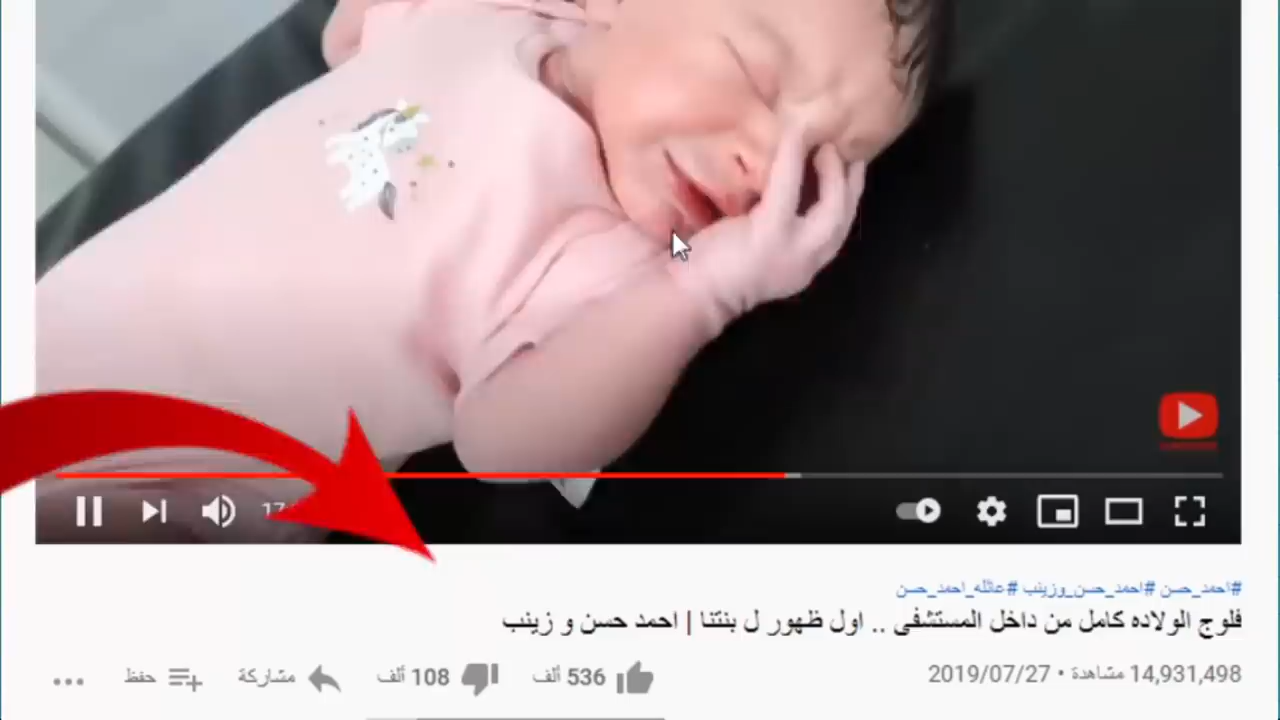 #احمد_حسن #احمد_حسن_وزينب #عائله_احمد_حسن
فلوج الولاده كامل من داخل المستشفى .. اول ظهور ل بنتنا | احمد حسن و زينب
14,931,498 مشاهدة • 2019/07/27
536 ألف
108 ألف
مشاركة
حفظ